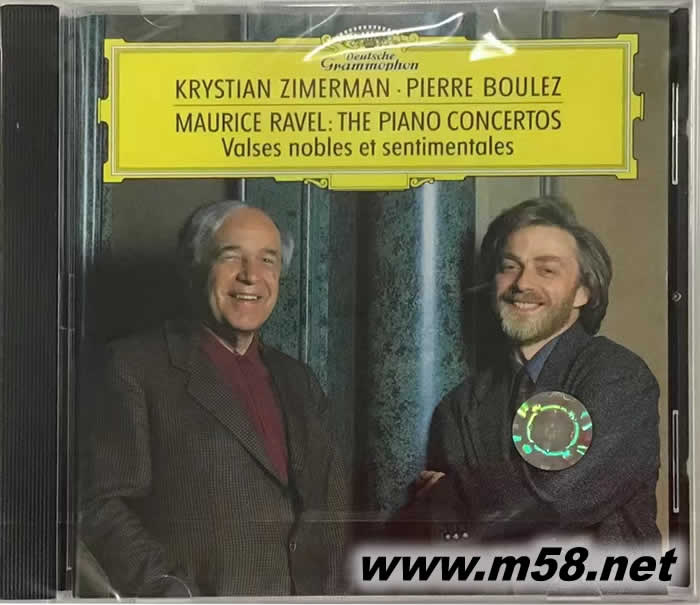 Deutsche
Grammophon
KRYSTIAN ZIMERMAN · PIERRE BOULEZ
MAURICE RAVEL: THE PIANO CONCERTOS
Valses nobles et sentimentales
www.m58.net